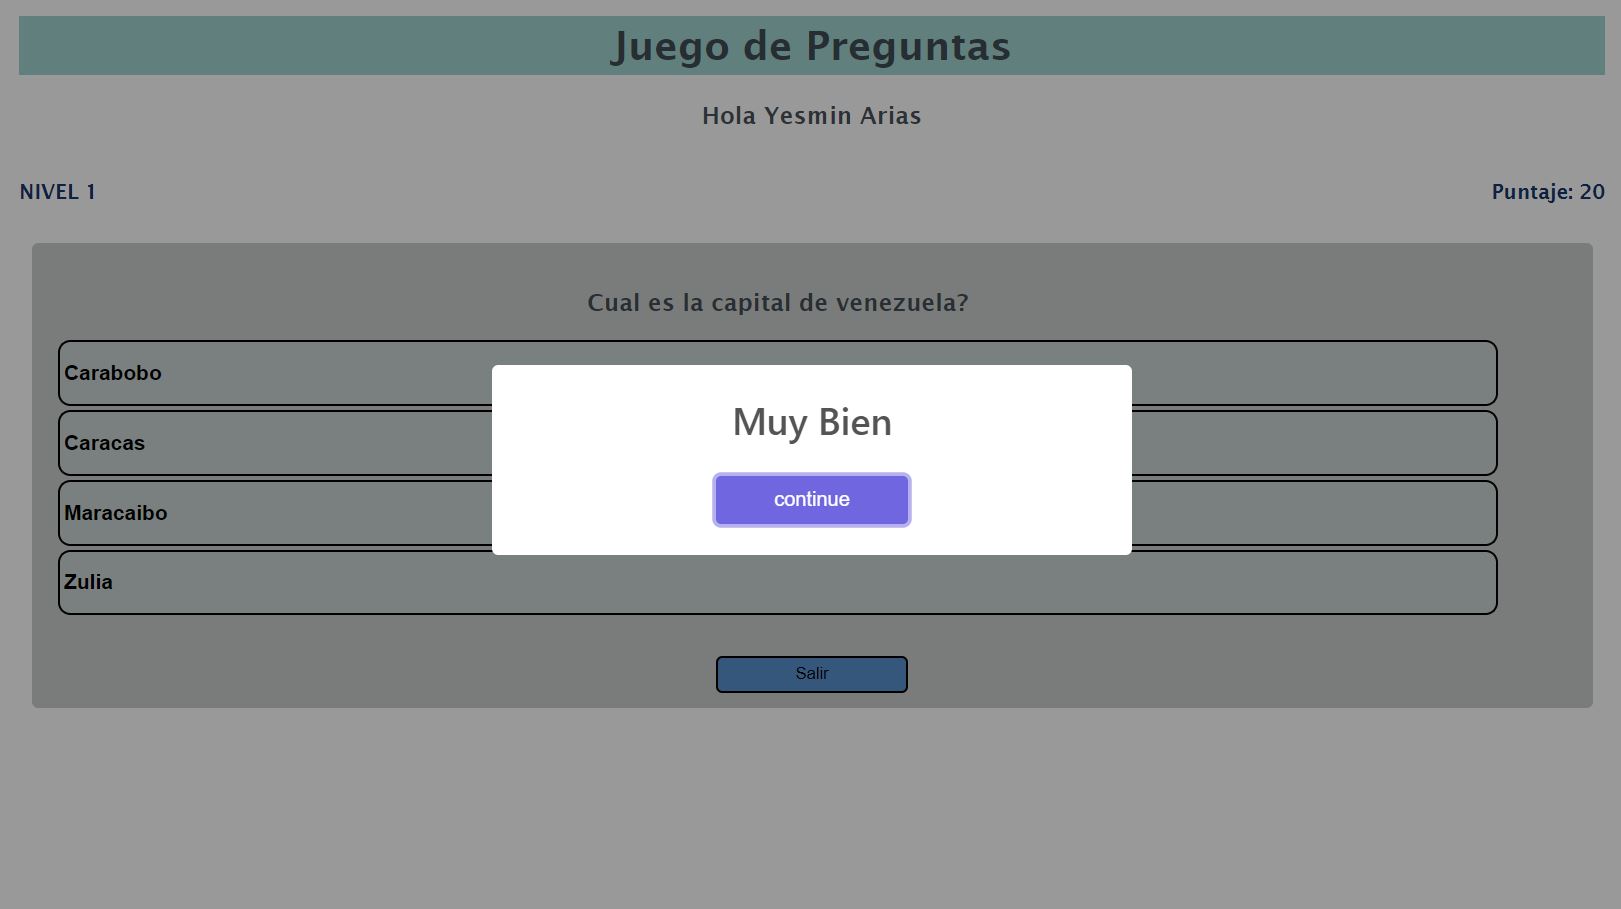 Juego de Preguntas
Hola Yesmin Arias
NIVEL 1
Puntaje: 20
Cual es la capital de venezuela?
Carabobo
Caracas
Maracaibo
Zulia
Muy Bien
continue
Salir